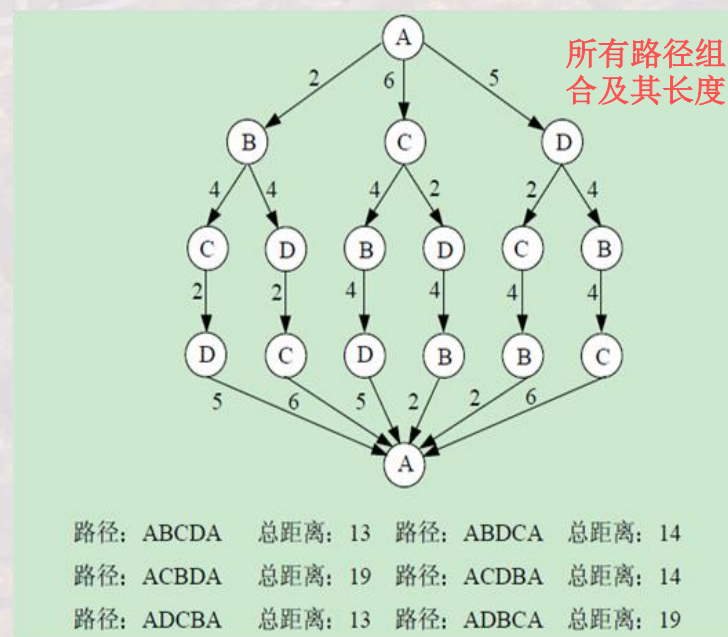 A
所有路径组
合及其长度
2 6 5
B C D
4 4 4 2 2 4
C D B D C B
2 2 4 4 4 4
D C D B B C
5 6 5 2 2 6
A
路径：ABCDA 总距离：13 路径：ABDCA 总距离：14
路径：ACBDA 总距离：19 路径：ACDBA 总距离：14
路径：ADCBA 总距离：13 路径：ADBCA 总距离：19